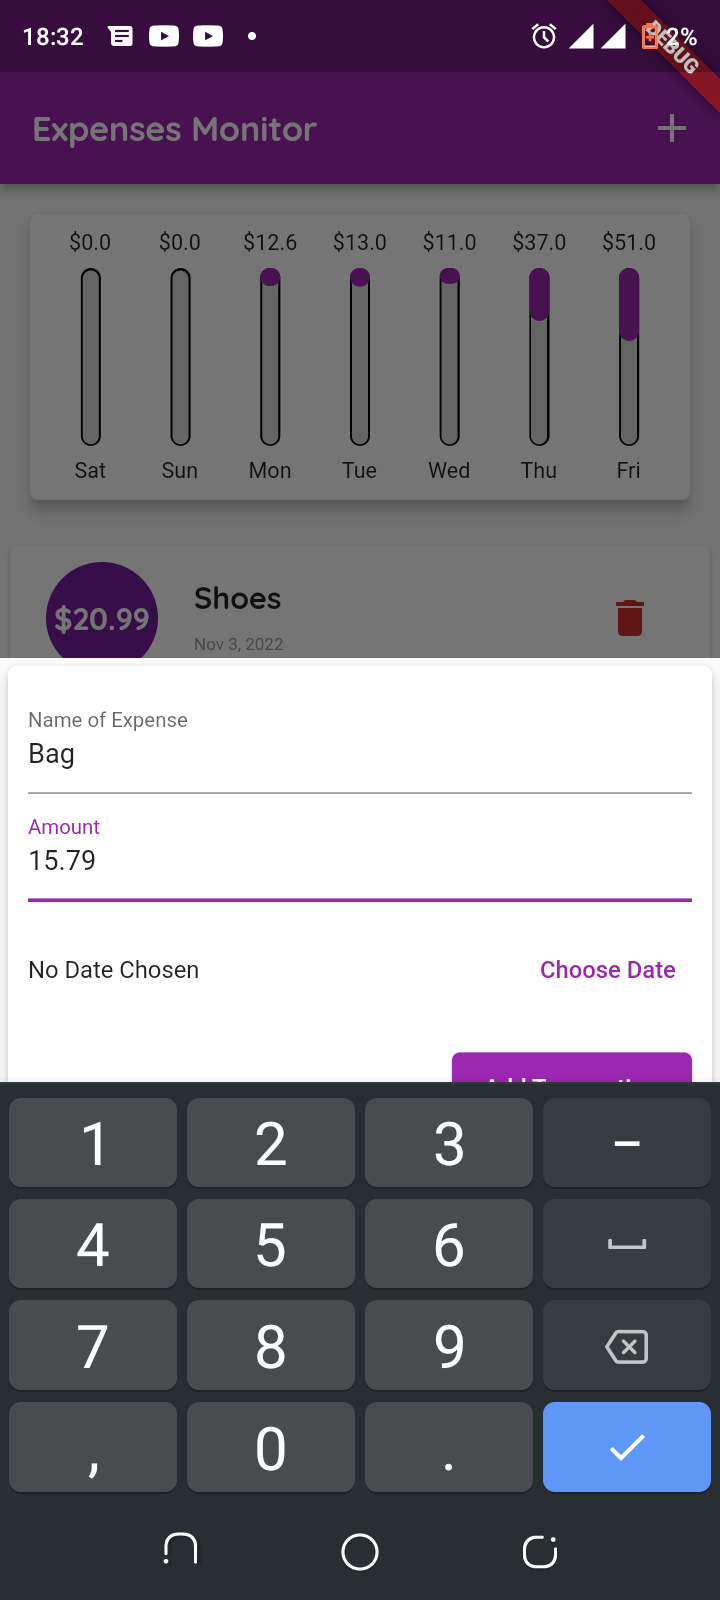 18:32 2%
DEBUG
Expenses Monitor
$0.0 $0.0 $12.6 $13.0 $11.0 $37.0 $51.0
Sat Sun Mon Tue Wed Thu Fri
$20.99
Shoes
Nov 3, 2022
Name of Expense
Bag
Amount
15.79
No Date Chosen Choose Date
1 2 3 –
4 5 6
7 8 9
, 0 .